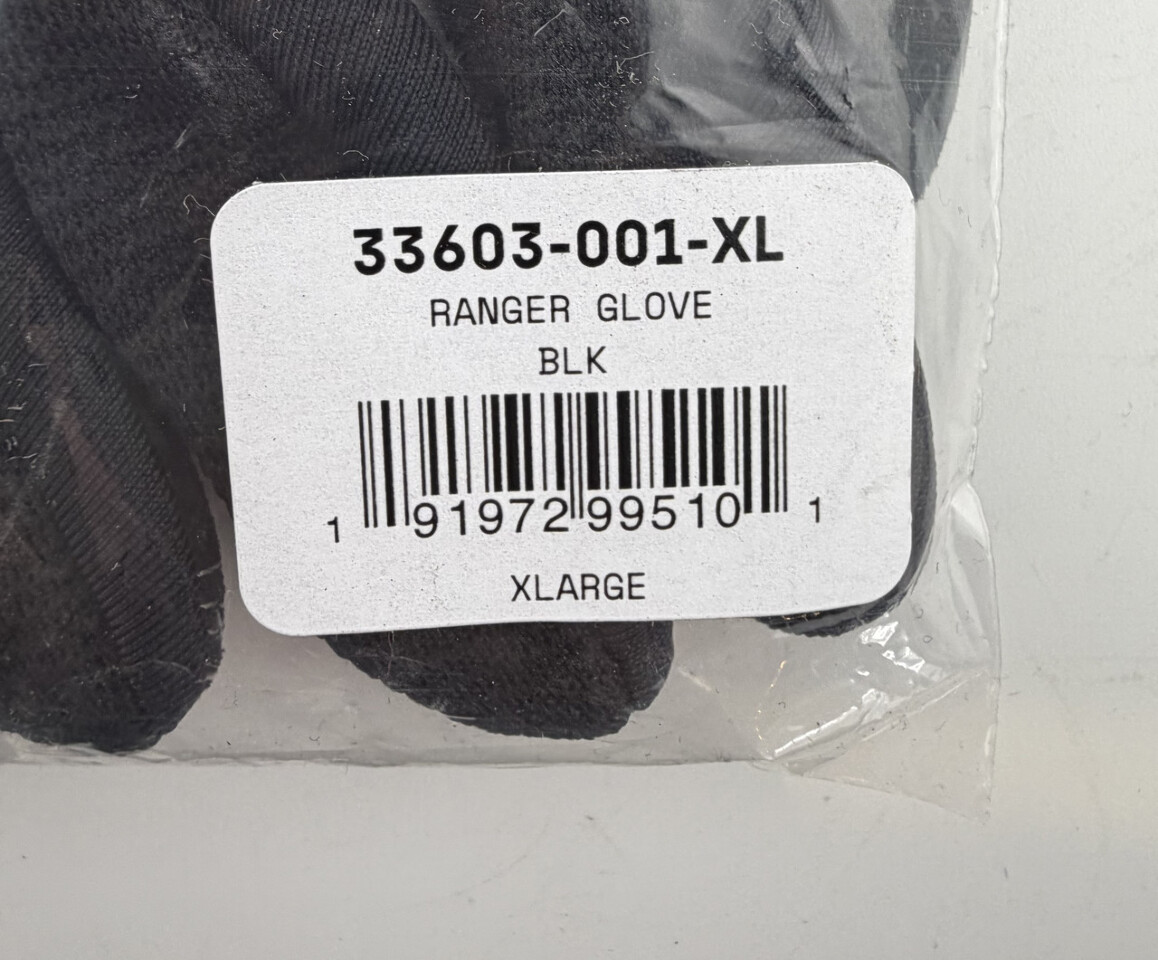 33603-001-XL
RANGER GLOVE
BLK
1 91972 99510 1
XLARGE